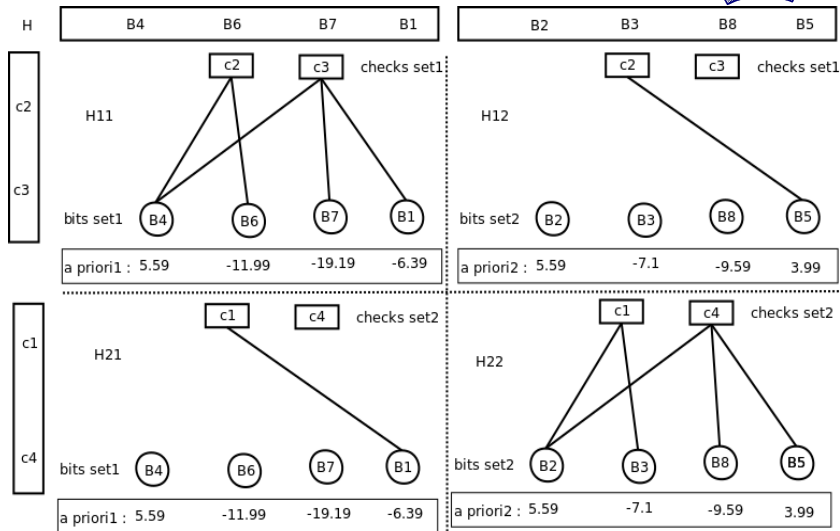 H B4 B6 B7 B1 B2 B3 B8 B5
c2 c3 checks set1 c2 c3 checks set1
c2
H11 H12
c3
bits set1 B4 B6 B7 B1 bits set2 B2 B3 B8 B5
a priori1 : 5.59 -11.99 -19.19 -6.39 a priori2 : 5.59 -7.1 -9.59 3.99
c1 c4 checks set2 c1 c4 checks set2
c1
H21 H22
c4
bits set1 B4 B6 B7 B1 bits set2 B2 B3 B8 B5
a priori1 : 5.59 -11.99 -19.19 -6.39 a priori2 : 5.59 -7.1 -9.59 3.99